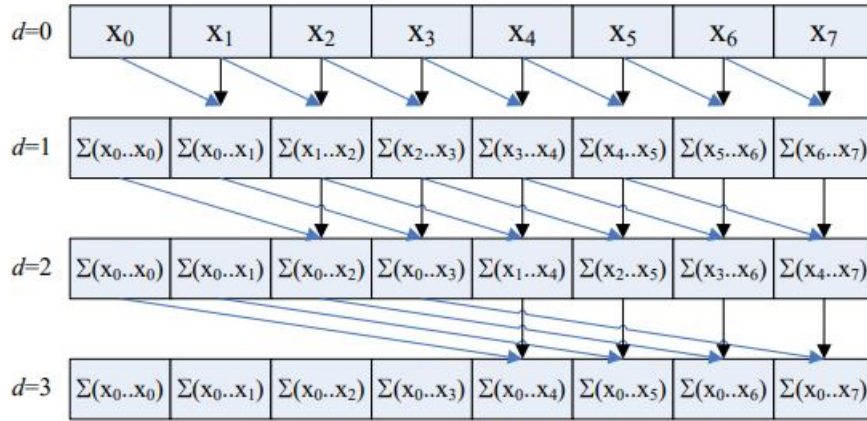 d=0 x₀ x₁ x₂ x₃ x₄ x₅ x₆ x₇
d=1 Σ(x₀..x₀) Σ(x₀..x₁) Σ(x₁..x₂) Σ(x₂..x₃) Σ(x₃..x₄) Σ(x₄..x₅) Σ(x₅..x₆) Σ(x₆..x₇)
d=2 Σ(x₀..x₀) Σ(x₀..x₁) Σ(x₀..x₂) Σ(x₀..x₃) Σ(x₁..x₄) Σ(x₂..x₅) Σ(x₃..x₆) Σ(x₄..x₇)
d=3 Σ(x₀..x₀) Σ(x₀..x₁) Σ(x₀..x₂) Σ(x₀..x₃) Σ(x₀..x₄) Σ(x₀..x₅) Σ(x₀..x₆) Σ(x₀..x₇)